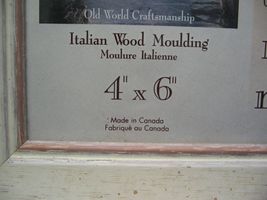 Old World Craftsmanship
Italian Wood Moulding
Moulure Italienne
4" x 6"
Made in Canada
Fabriqué au Canada